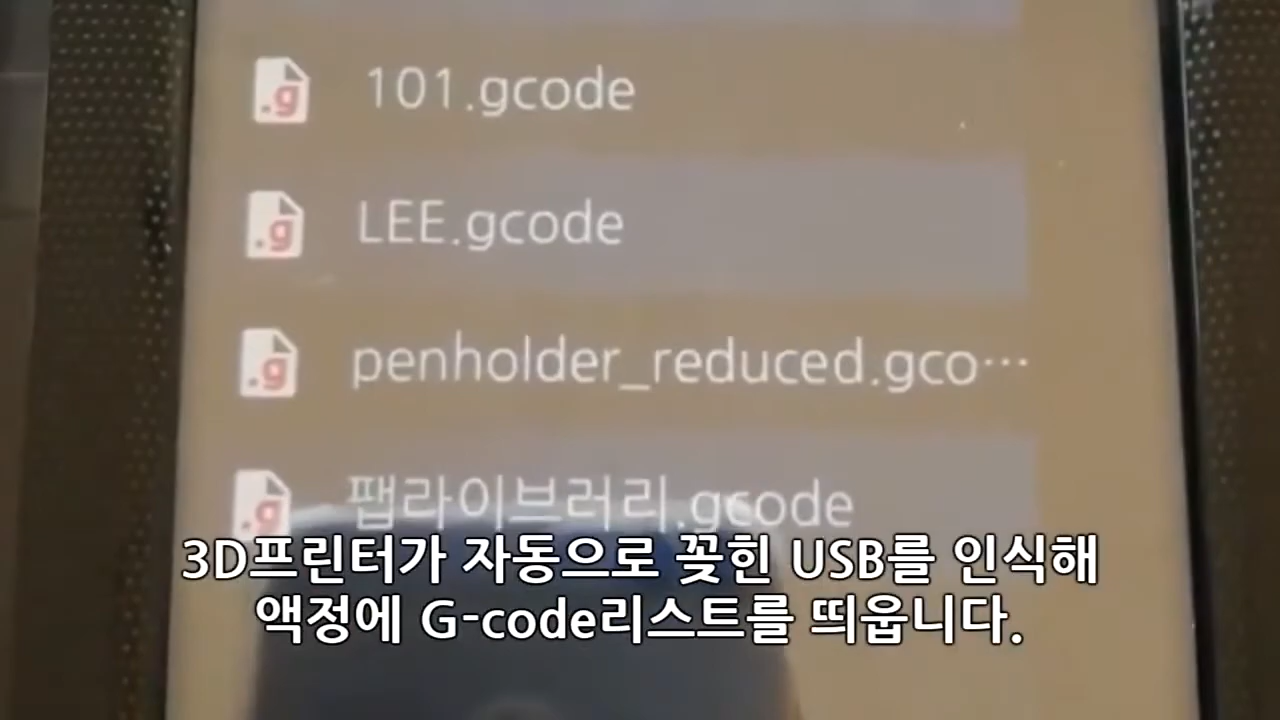 101.gcode
LEE.gcode
penholder_reduced.gco…
팹라이브러리.gcode
3D프린터가 자동으로 꽂힌 USB를 인식해
액정에 G-code리스트를 띄웁니다.